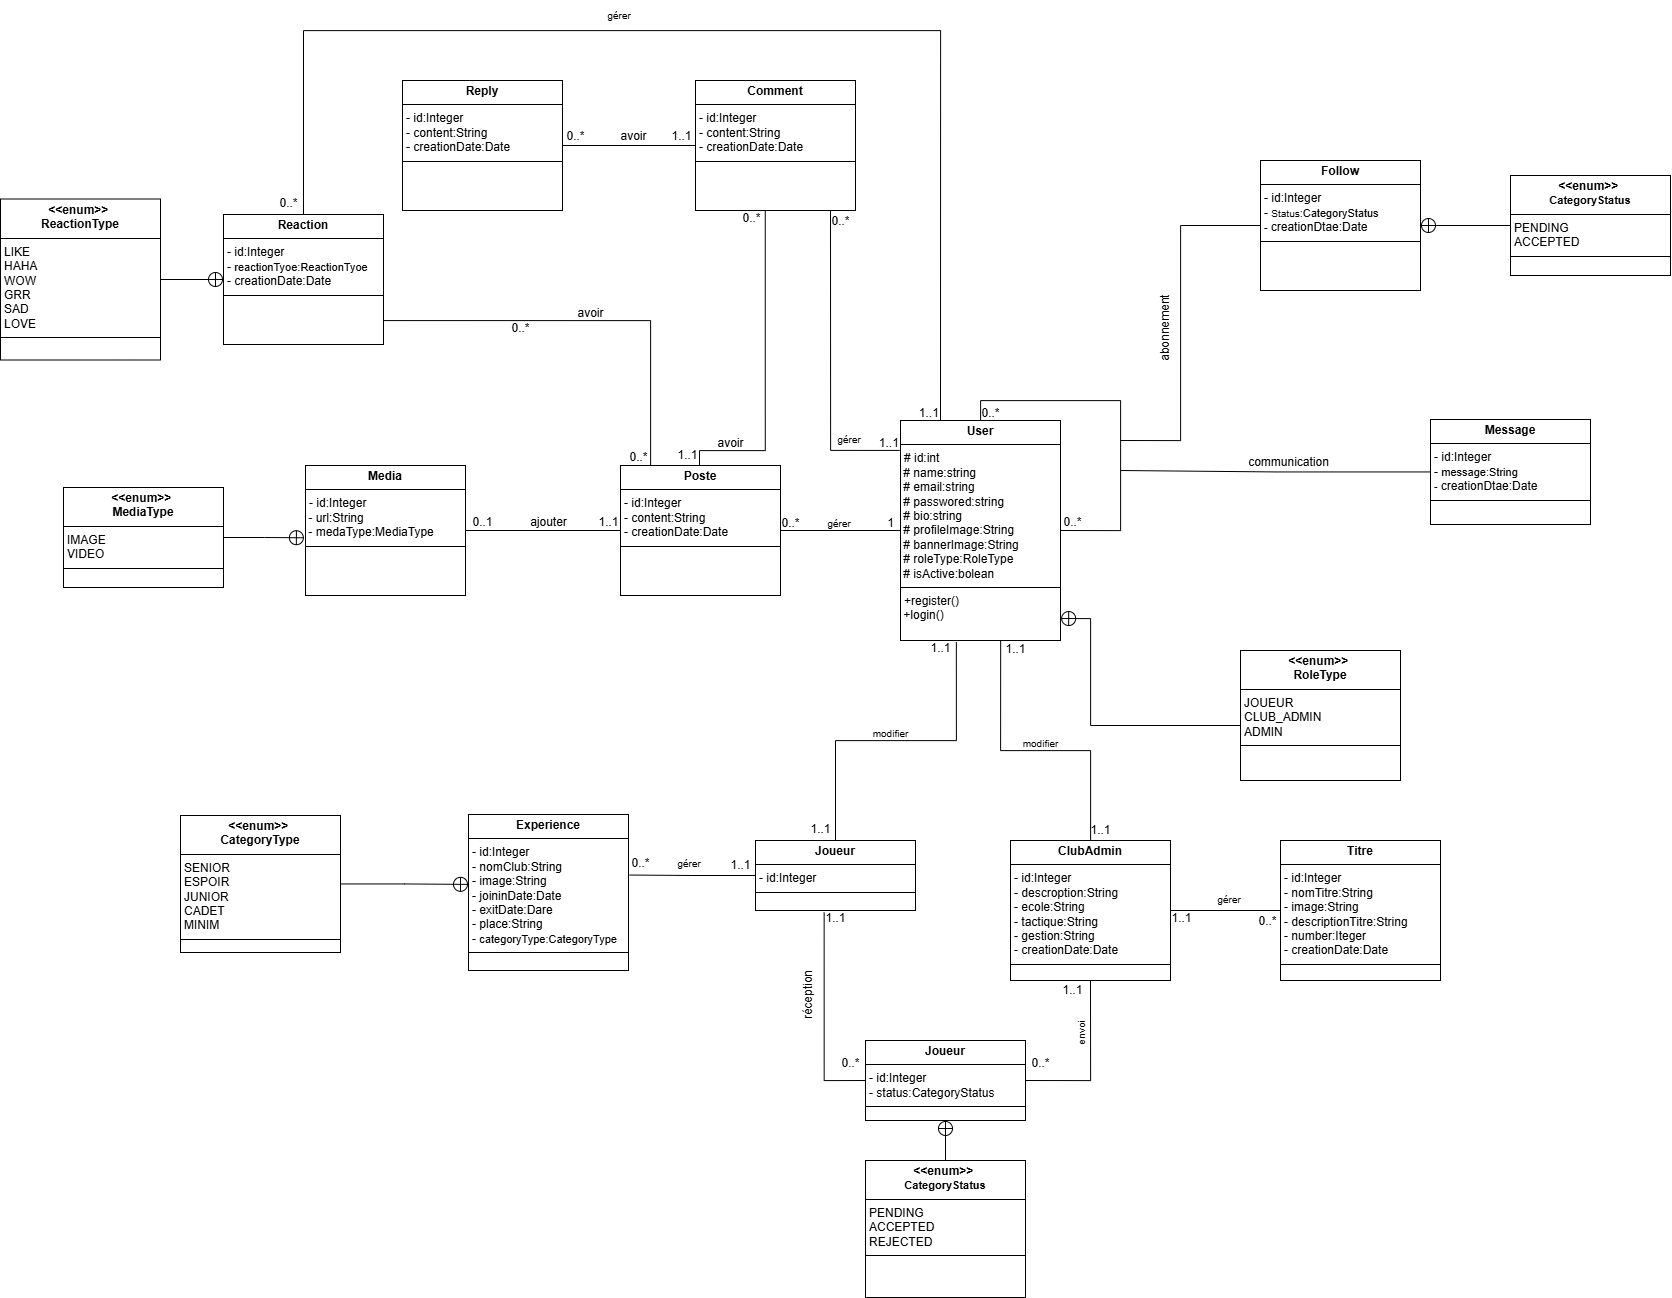 gérer
Reply
- id:Integer
- content:String
- creationDate:Date
0..*
avoir
1..1
Comment
- id:Integer
- content:String
- creationDate:Date
0..*
0..*
Follow
- id:Integer
- Status:CategoryStatus
- creationDtae:Date
<<enum>>
CategoryStatus
PENDING
ACCEPTED
<<enum>>
ReactionType
LIKE
HAHA
WOW
GRR
SAD
LOVE
0..*
Reaction
- id:Integer
- reactionTyoe:ReactionTyoe
- creationDate:Date
avoir
0..*
abonnement
1..1
0..*
User
# id:int
# name:string
# email:string
# passwored:string
# bio:string
# profileImage:String
# bannerImage:String
# roleType:RoleType
# isActive:bolean
+register()
+login()
0..*
communication
Message
- id:Integer
- message:String
- creationDtae:Date
gérer
1..1
avoir
0..*
1..1
<<enum>>
MediaType
IMAGE
VIDEO
Media
- id:Integer
- url:String
- medaType:MediaType
0..1
ajouter
1..1
Poste
- id:Integer
- content:String
- creationDate:Date
0..*
gérer
1
1..1
1..1
<<enum>>
RoleType
JOUEUR
CLUB_ADMIN
ADMIN
modifier
modifier
1..1
1..1
<<enum>>
CategoryType
SENIOR
ESPOIR
JUNIOR
CADET
MINIM
Experience
- id:Integer
- nomClub:String
- image:String
- joininDate:Date
- exitDate:Dare
- place:String
- categoryType:CategoryType
0..*
gérer
1..1
Joueur
- id:Integer
1..1
ClubAdmin
- id:Integer
- descroption:String
- ecole:String
- tactique:String
- gestion:String
- creationDate:Date
gérer
1..1
0..*
Titre
- id:Integer
- nomTitre:String
- image:String
- descriptionTitre:String
- number:Iteger
- creationDate:Date
1..1
réception
envoi
0..*
0..*
Joueur
- id:Integer
- status:CategoryStatus
<<enum>>
CategoryStatus
PENDING
ACCEPTED
REJECTED